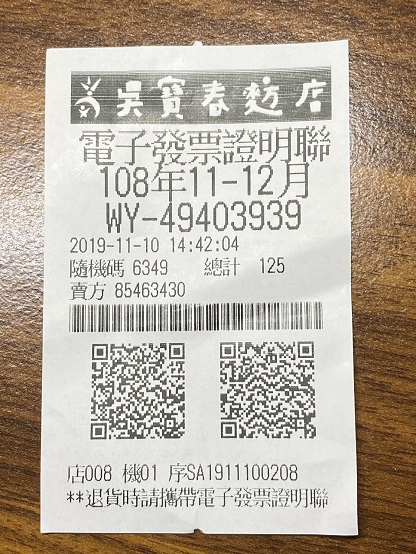 吳寶春麪店
電子發票證明聯
108年11-12月
WY-49403939
2019-11-10 14:42:04
隨機碼 6349 總計 125
賣方 85463430
店008 機01 序SA1911100208
**退貨時請攜帶電子發票證明聯